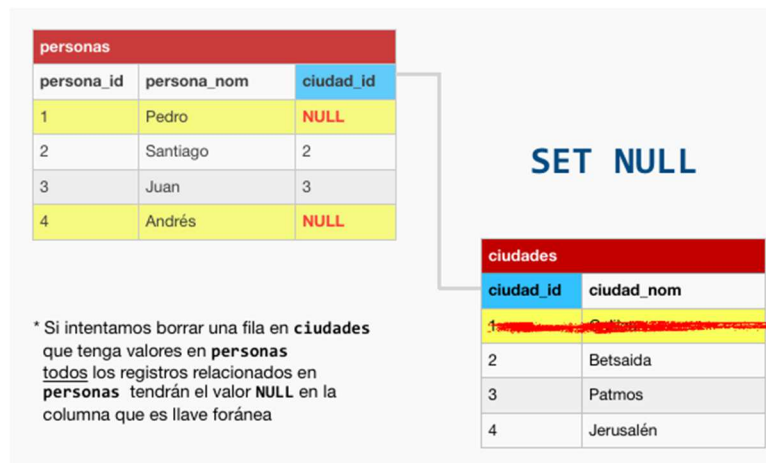 personas
persona_id persona_nom ciudad_id
1 Pedro NULL
2 Santiago 2
3 Juan 3
4 Andrés NULL
SET NULL
ciudades
ciudad_id ciudad_nom
1
2 Betsaida
3 Patmos
4 Jerusalén
* Si intentamos borrar una fila en ciudades
que tenga valores en personas
todos los registros relacionados en
personas tendrán el valor NULL en la
columna que es llave foránea